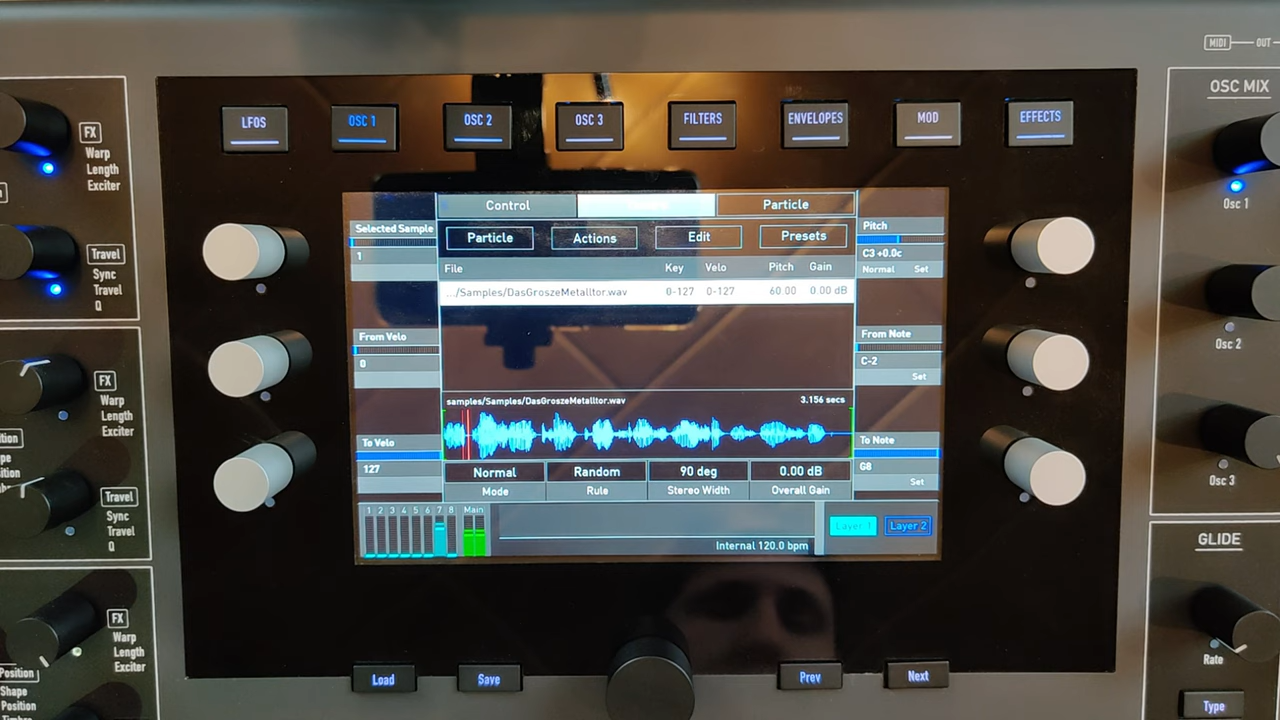 MIDI OUT
OSC MIX
LFOS OSC 1 OSC 2 OSC 3 FILTERS ENVELOPES MOD EFFECTS
FX
Warp
Length
Exciter
Travel
Sync
Travel
Q
FX
Warp
Length
Exciter
Travel
Sync
Travel
Q
FX
Warp
Length
Exciter
Position
Shape
Position
Control Particle
Particle Actions Edit Presets
Selected Sample
1
File Key Velo Pitch Gain
.../Samples/DasGroszeMetalltor.wav 0-127 0-127 60.00 0.00 dB
From Velo
0
To Velo
127
Pitch
C3 +0.0c
Normal Set
From Note
C-2
Set
To Note
G8
Set
samples/Samples/DasGroszeMetalltor.wav 3.156 secs
Normal Random 90 deg 0.00 dB
Mode Rule Stereo Width Overall Gain
1 2 3 4 5 6 7 8 Main
Internal 120.0 bpm
Layer 1 Layer 2
Load Save Prev Next
Osc 1
Osc 2
Osc 3
GLIDE
Rate
Type